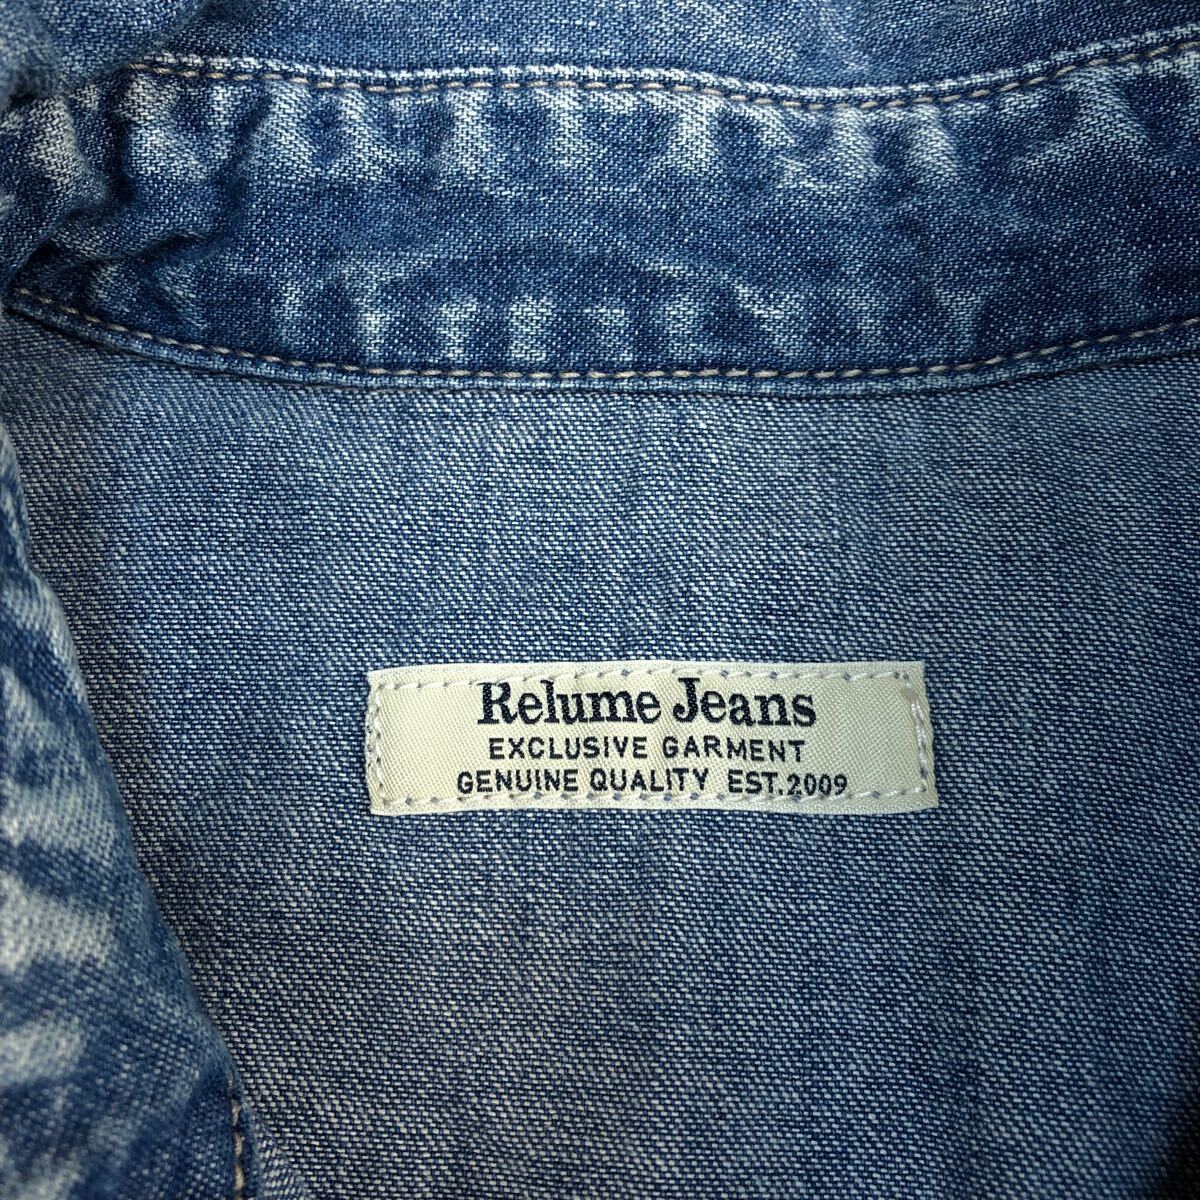 Relume Jeans
EXCLUSIVE GARMENT
GENUINE QUALITY EST.2009